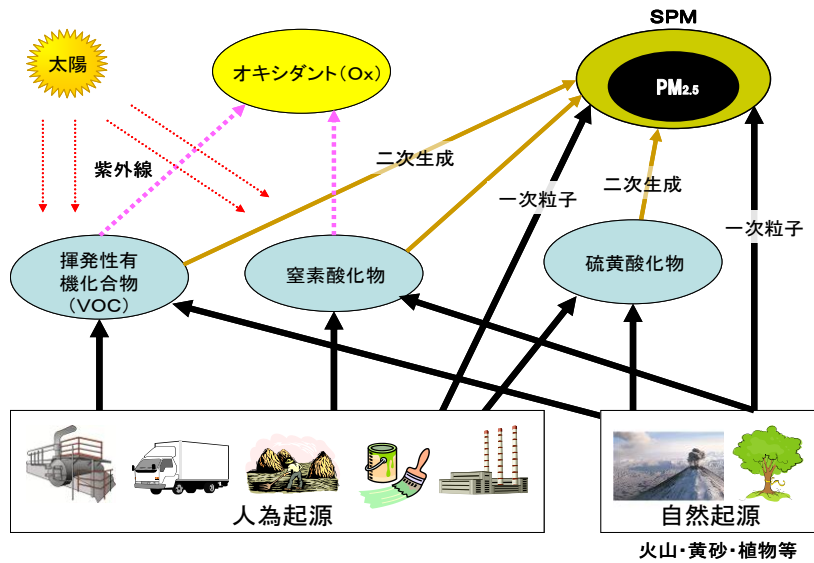 SPM
太陽
オキシダント(Ox)
PM2.5
紫外線
二次生成
一次粒子
二次生成
一次粒子
揮発性有
機化合物
(VOC)
窒素酸化物
硫黄酸化物
人為起源
自然起源
火山・黄砂・植物等